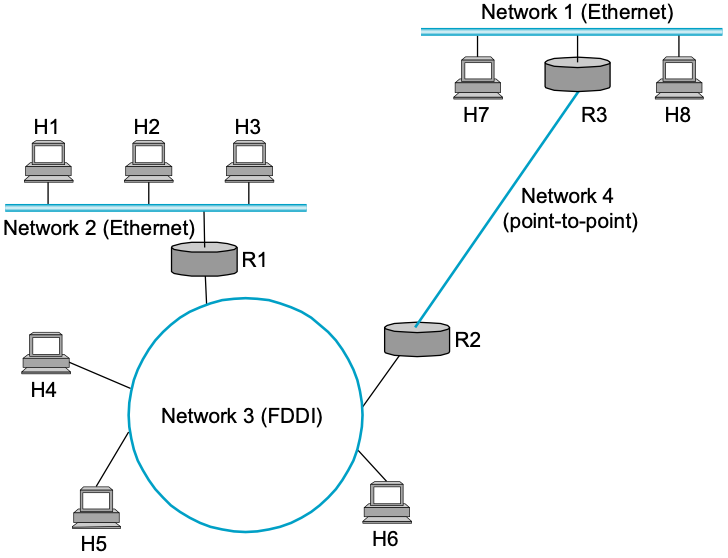 Network 1 (Ethernet)
H7
R3
H8
H1
H2
H3
Network 4
(point-to-point)
Network 2 (Ethernet)
R1
R2
H4
Network 3 (FDDI)
H5
H6